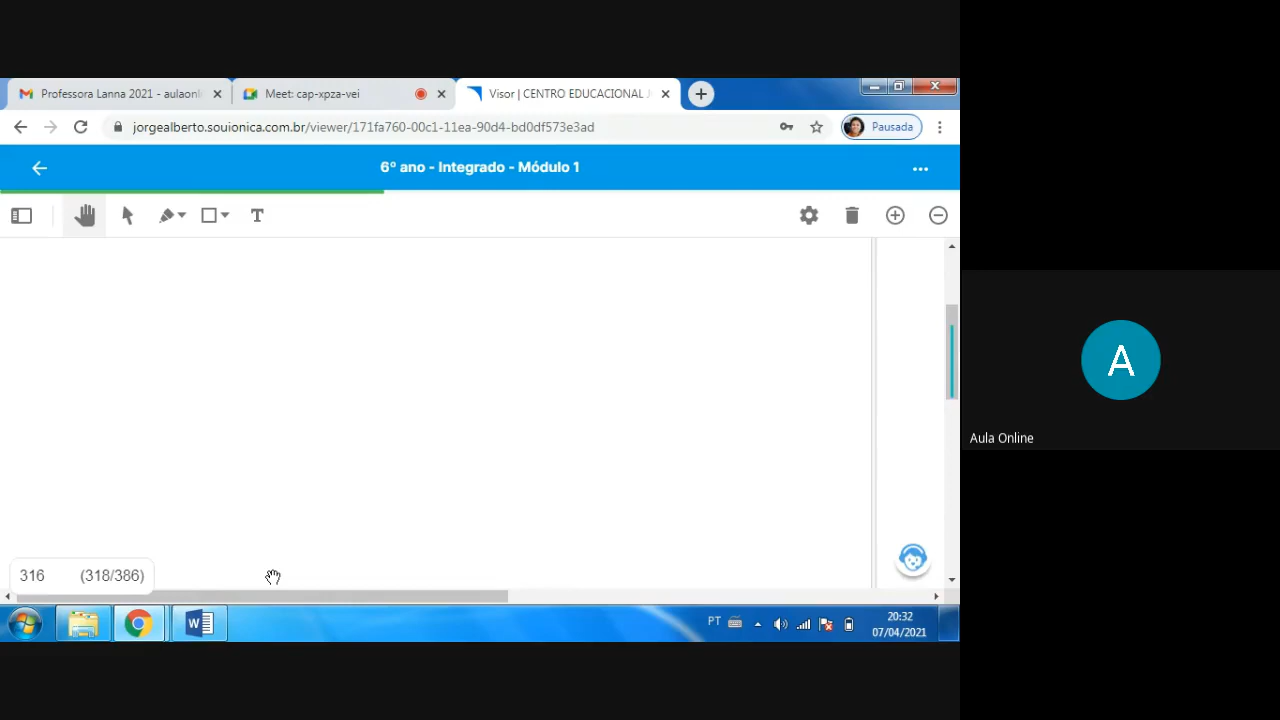 Professora Lanna 2021 - aulaonl
Meet: cap-xpza-vei
Visor | CENTRO EDUCACIONAL J
jorgealberto.souionica.com.br/viewer/171fa760-00c1-11ea-90d4-bd0df573e3ad
Pausada
6º ano - Integrado - Módulo 1
T
A
Aula Online
316 (318/386)
PT
20:32
07/04/2021